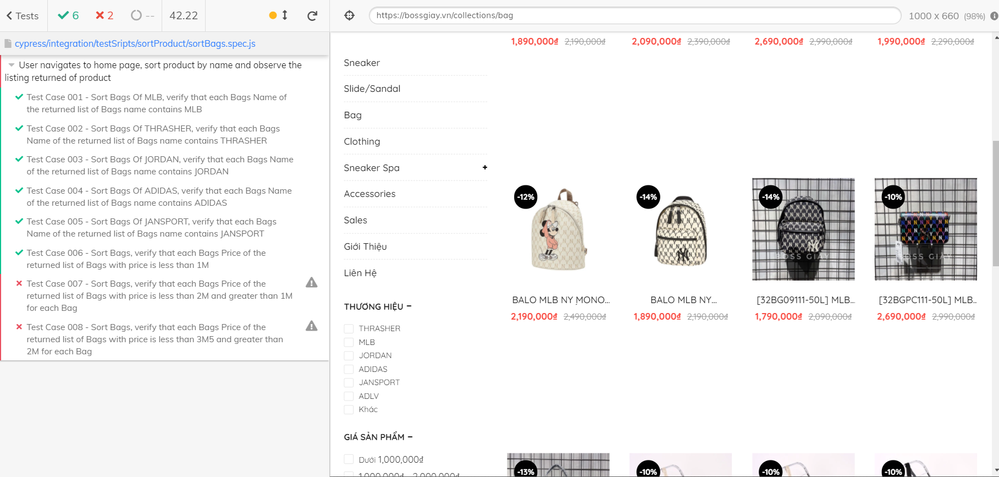 Tests
6
2
--
42.22
https://bossgiay.vn/collections/bag
1000 x 660 (98%)
cypress/integration/testSripts/sortProduct/sortBags.spec.js
User navigates to home page, sort product by name and observe the
listing returned of product
Test Case 001 - Sort Bags Of MLB, verify that each Bags Name of
the returned list of Bags name contains MLB
Test Case 002 - Sort Bags Of THRASHER, verify that each Bags
Name of the returned list of Bags name contains THRASHER
Test Case 003 - Sort Bags Of JORDAN, verify that each Bags Name
of the returned list of Bags name contains JORDAN
Test Case 004 - Sort Bags Of ADIDAS, verify that each Bags Name
of the returned list of Bags name contains ADIDAS
Test Case 005 - Sort Bags Of JANSPORT, verify that each Bags
Name of the returned list of Bags name contains JANSPORT
Test Case 006 - Sort Bags, verify that each Bags Price of the
returned list of Bags with price is less than 1M
Test Case 007 - Sort Bags, verify that each Bags Price of the
returned list of Bags with price is less than 2M and greater than 1M
for each Bag
Test Case 008 - Sort Bags, verify that each Bags Price of the
returned list of Bags with price is less than 3M5 and greater than
2M for each Bag
1,890,000₫ 2,190,000₫
2,090,000₫ 2,390,000₫
2,690,000₫ 2,990,000₫
1,990,000₫ 2,290,000₫
Sneaker
Slide/Sandal
Bag
Clothing
Sneaker Spa +
Accessories
Sales
Giới Thiệu
Liên Hệ
THƯƠNG HIỆU −
THRASHER
MLB
JORDAN
ADIDAS
JANSPORT
ADLV
Khác
GIÁ SẢN PHẨM −
Dưới 1,000,000₫
1,000,000₫ - 2,000,000₫
-12%
BALO MLB NY MONO...
2,190,000₫ 2,490,000₫
-14%
NY
BALO MLB NY...
1,890,000₫ 2,190,000₫
-14%
BOSS GIAY
[32BG09111-50L] MLB...
1,790,000₫ 2,090,000₫
-10%
BOSS GIAY
[32BGPC111-50L] MLB...
2,690,000₫ 2,990,000₫
-13%
-10%
-10%
-10%